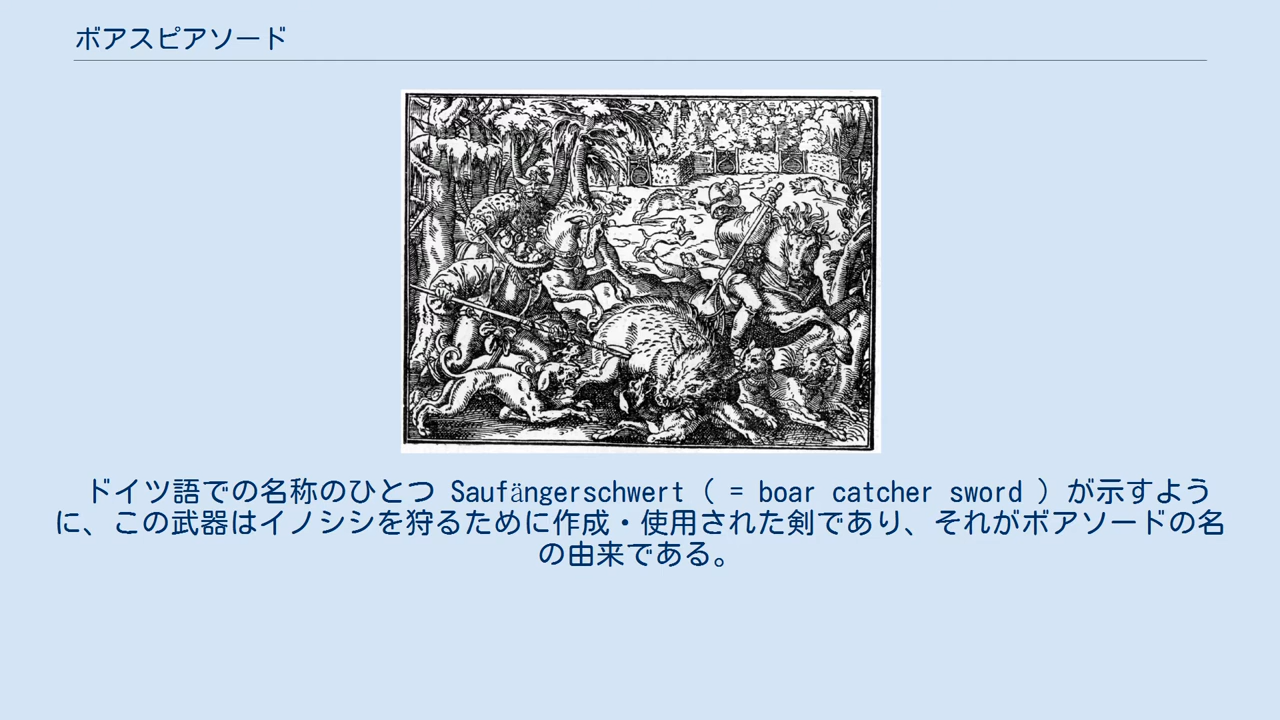 ボアスピアソード
ドイツ語での名称のひとつ Saufängerschwert ( = boar catcher sword ) が示すよう
に、この武器はイノシシを狩るために作成・使用された剣であり、それがボアソードの名
の由来である。